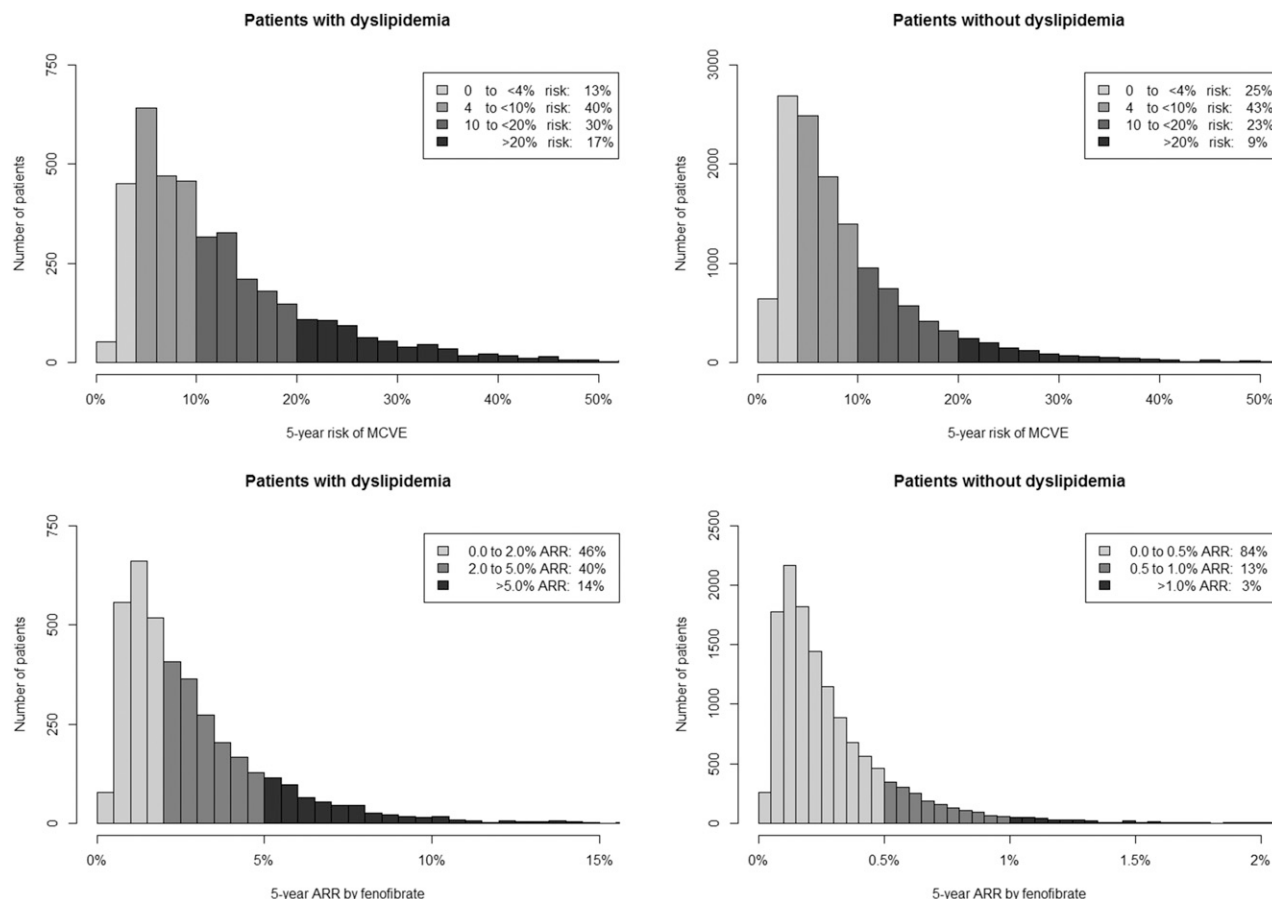 Patients with dyslipidemia
750
500
250
0
Number of patients
0 to <4% risk: 13%
4 to <10% risk: 40%
10 to <20% risk: 30%
>20% risk: 17%
0% 10% 20% 30% 40% 50%
5-year risk of MCVE
Patients without dyslipidemia
3000
2000
1000
0
Number of patients
0 to <4% risk: 25%
4 to <10% risk: 43%
10 to <20% risk: 23%
>20% risk: 9%
0% 10% 20% 30% 40% 50%
5-year risk of MCVE
Patients with dyslipidemia
750
500
250
0
Number of patients
0.0 to 2.0% ARR: 46%
2.0 to 5.0% ARR: 40%
>5.0% ARR: 14%
0% 5% 10% 15%
5-year ARR by fenofibrate
Patients without dyslipidemia
2500
2000
1500
1000
500
0
Number of patients
0.0 to 0.5% ARR: 84%
0.5 to 1.0% ARR: 13%
>1.0% ARR: 3%
0% 0.5% 1% 1.5% 2%
5-year ARR by fenofibrate